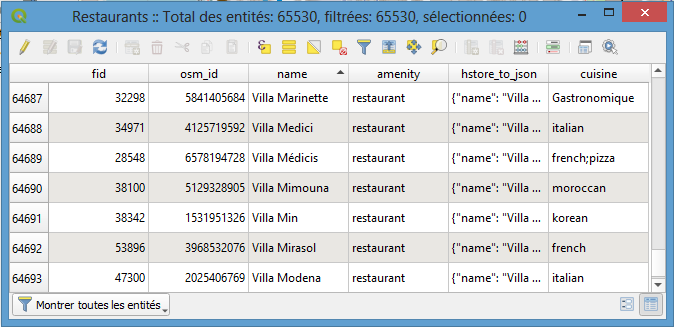 Restaurants :: Total des entités: 65530, filtrées: 65530, sélectionnées: 0
fid osm_id name amenity hstore_to_json cuisine
64687 32298 5841405684 Villa Marinette restaurant {"name": "Villa ... Gastronomique
64688 34971 4125719592 Villa Medici restaurant {"name": "Villa ... italian
64689 28548 6578194728 Villa Médicis restaurant {"name": "Villa ... french;pizza
64690 38100 5129328905 Villa Mimouna restaurant {"name": "Villa ... moroccan
64691 38342 1531951326 Villa Min restaurant {"name": "Villa ... korean
64692 53896 3968532076 Villa Mirasol restaurant {"name": "Villa ... french
64693 47300 2025406769 Villa Modena restaurant {"name": "Villa ... italian
Montrer toutes les entités